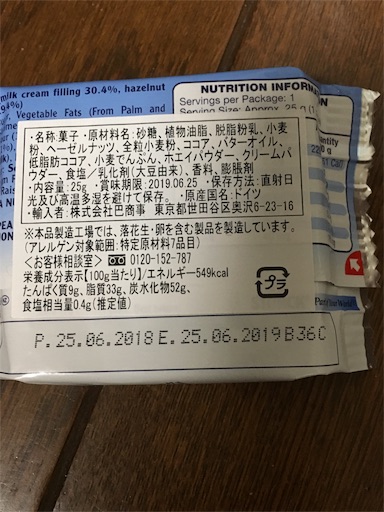 milk cream filling 30.4%, hazelnut
Vegetable Fats (From Palm and
NUTRITION INFORM
Servings per Package: 1
Serving Size: Approx. 25 g (1
・名称:菓子・原材料名:砂糖、植物油脂、脱脂粉乳、小麦
粉、ヘーゼルナッツ、全粒小麦粉、ココア、バターオイル、
低脂肪ココア、小麦でんぷん、ホエイパウダー、クリームパ
ウダー、食塩/乳化剤(大豆由来)、香料、膨脹剤
・内容量:25g ・賞味期限:2019.06.25 ・保存方法:直射日
光及び高温多湿を避けて保存。・原産国名:ドイツ
・輸入者:株式会社巴商事 東京都世田谷区奥沢6-23-16
※本品製造工場では、落花生・卵を含む製品を製造しています。
(アレルゲン対象範囲:特定原材料7品目)
<お客様相談室> 0120-152-787
栄養成分表示【100g当たり】/エネルギー549kcal
たんぱく質9g、脂質33g、炭水化物52g、
食塩相当量0.4g(推定値)
プラ
P.25.06.2018 E.25.06.2019 B36C